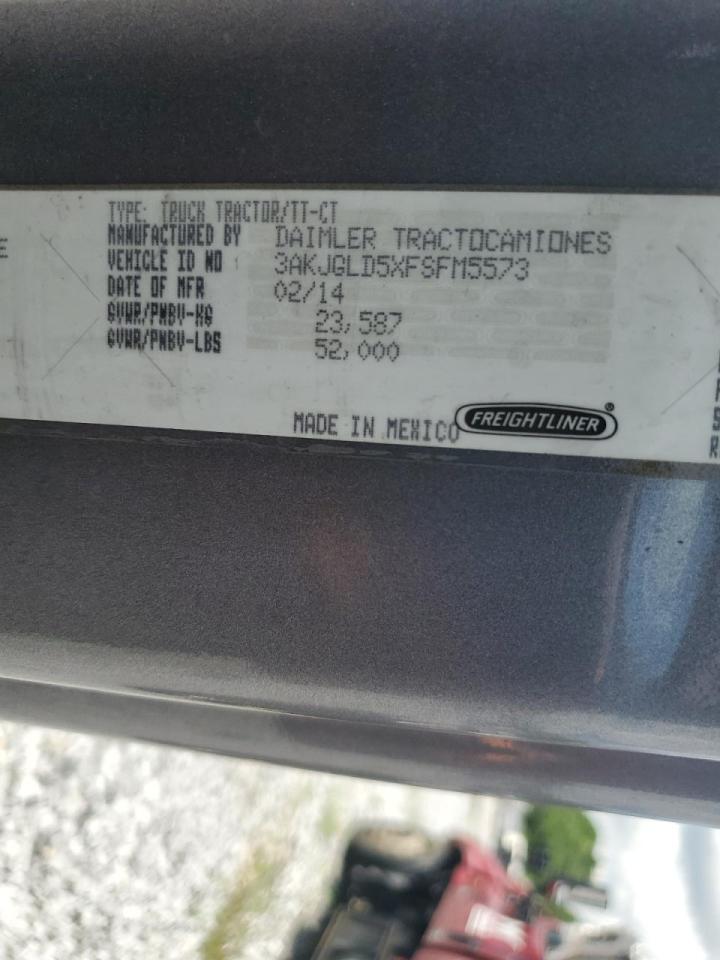 TYPE: TRUCK TRACTOR/TT-CT
MANUFACTURED BY DAIMLER TRACTOCAMIONES
VEHICLE ID NO 3AKJGLD5XFSFM5573
DATE OF MFR 02/14
GVWR/PNBV-KG 23,587
GVWR/PNBV-LBS 52,000
MADE IN MEXICO FREIGHTLINER®